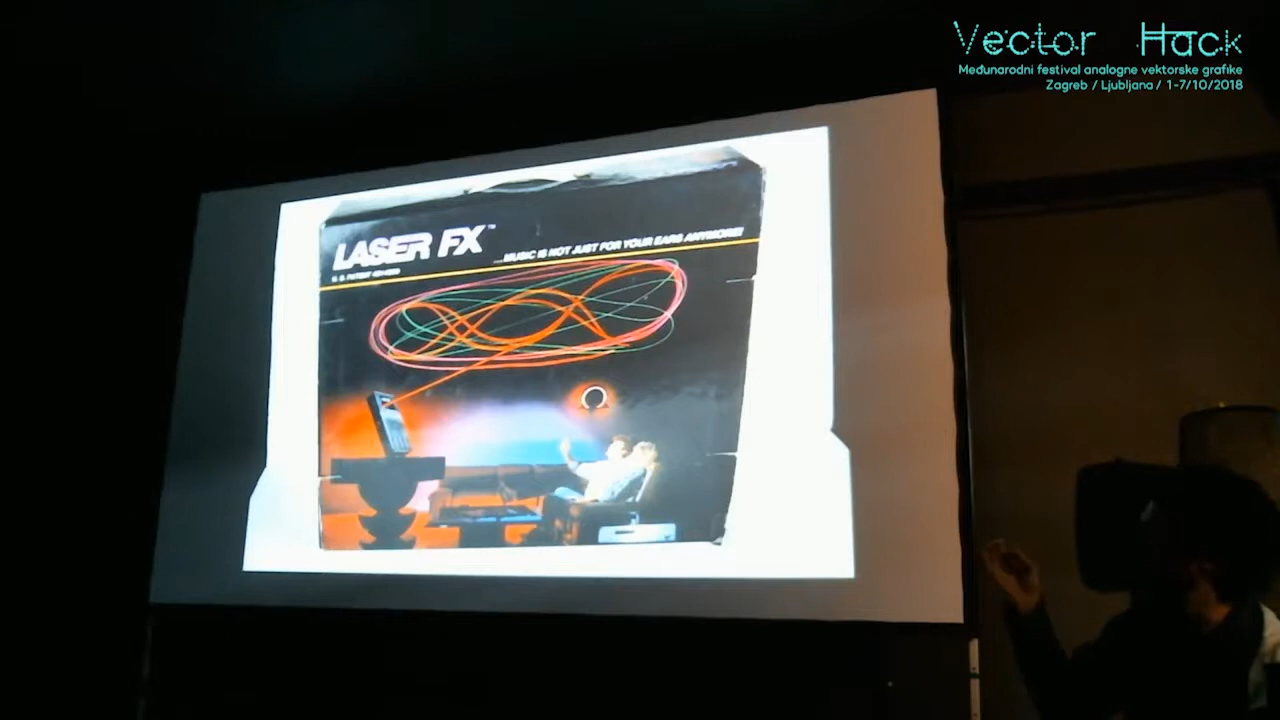 Vector Hack
Međunarodni festival analogne vektorske grafike
Zagreb / Ljubljana / 1-7/10/2018
LASER FX™
...MUSIC IS NOT JUST FOR YOUR EARS ANYMORE!
U.S. PATENT